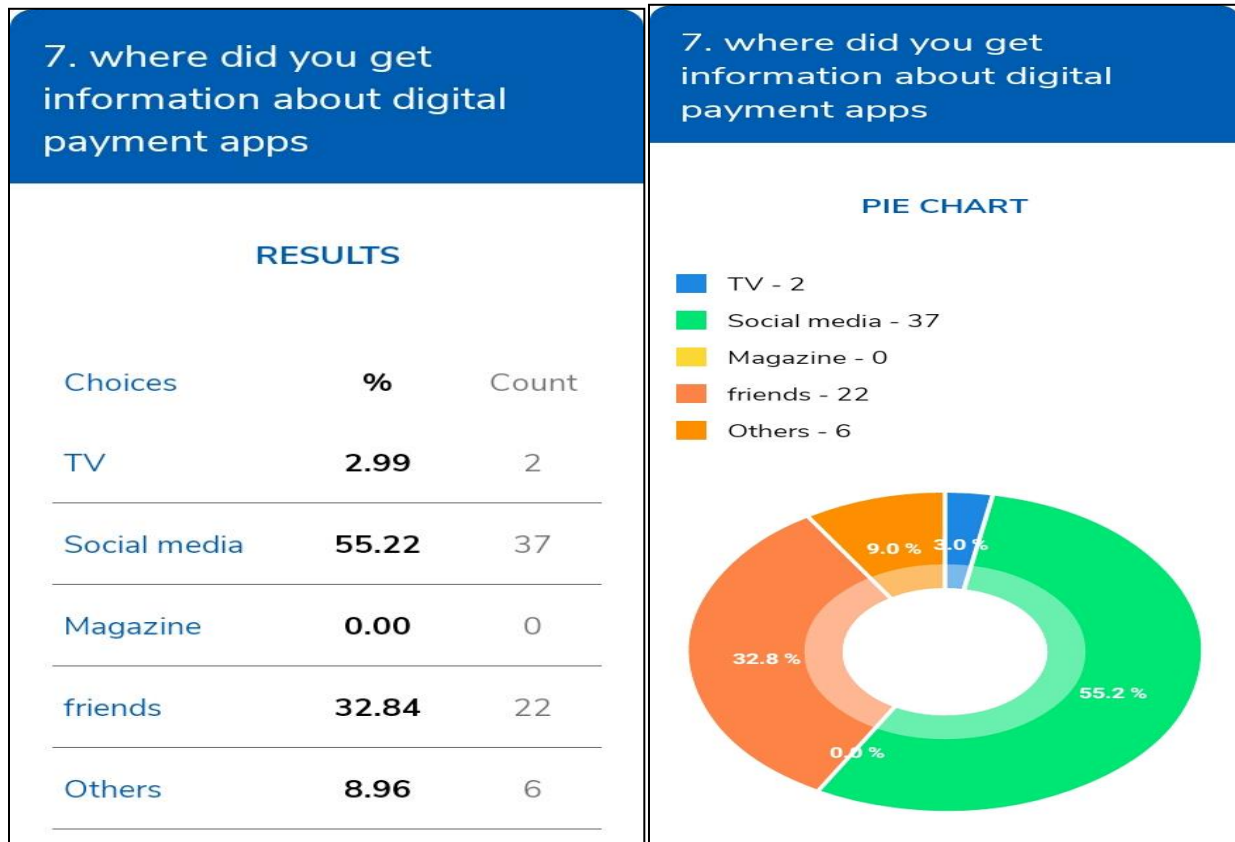 7. where did you get
information about digital
payment apps
RESULTS
Choices % Count
TV 2.99 2
Social media 55.22 37
Magazine 0.00 0
friends 32.84 22
Others 8.96 6
7. where did you get
information about digital
payment apps
PIE CHART
TV - 2
Social media - 37
Magazine - 0
friends - 22
Others - 6
9.0 % 3.0 %
32.8 %
55.2 %
0.0 %